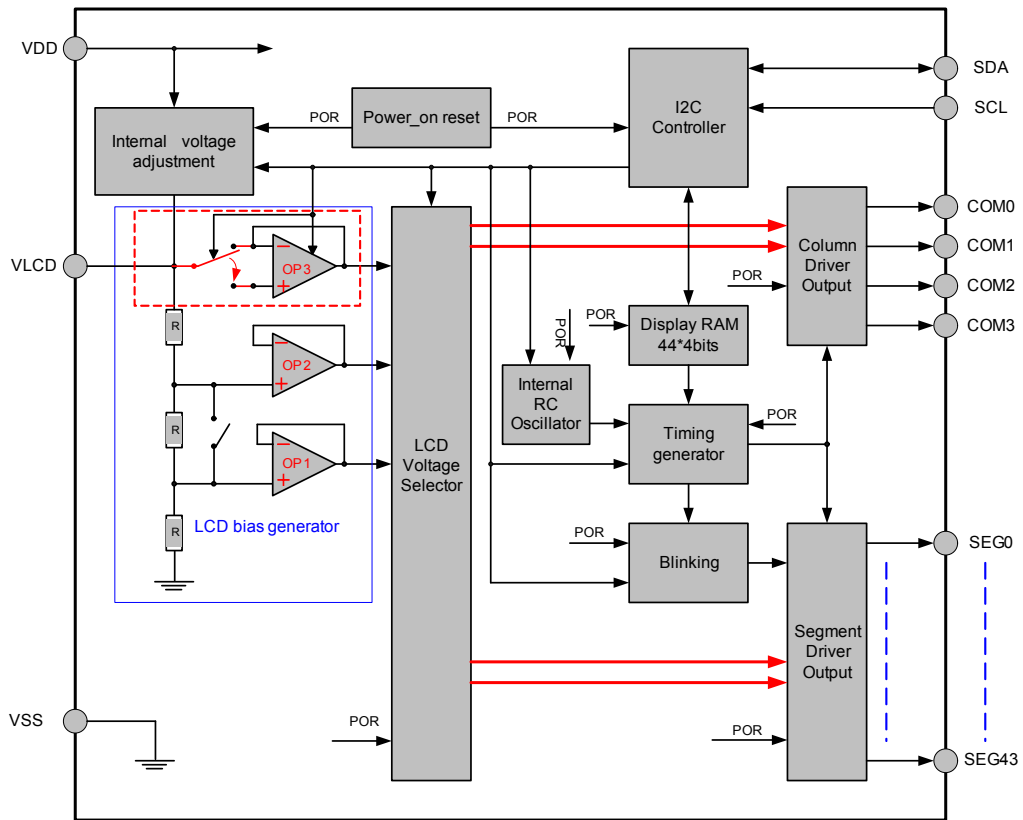 VDD
SDA
SCL
I2C
Controller
Power_on reset
POR
POR
Internal voltage
adjustment
COM0
COM1
COM2
COM3
Column
Driver
Output
POR
VLCD
OP3
R
OP2
R
OP1
R
LCD bias generator
LCD
Voltage
Selector
POR
Display RAM
44*4bits
POR
POR
Internal
RC
Oscillator
Timing
generator
POR
POR
Blinking
SEG0
Segment
Driver
Output
POR
SEG43
VSS
POR